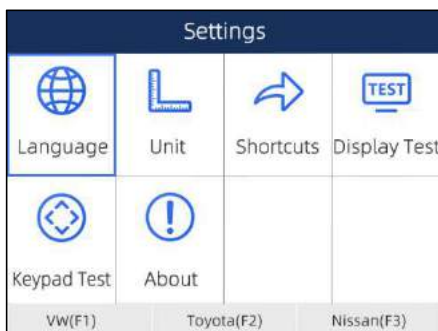 Settings
TEST
Language Unit Shortcuts Display Test
Keypad Test About
VW(F1) Toyota(F2) Nissan(F3)